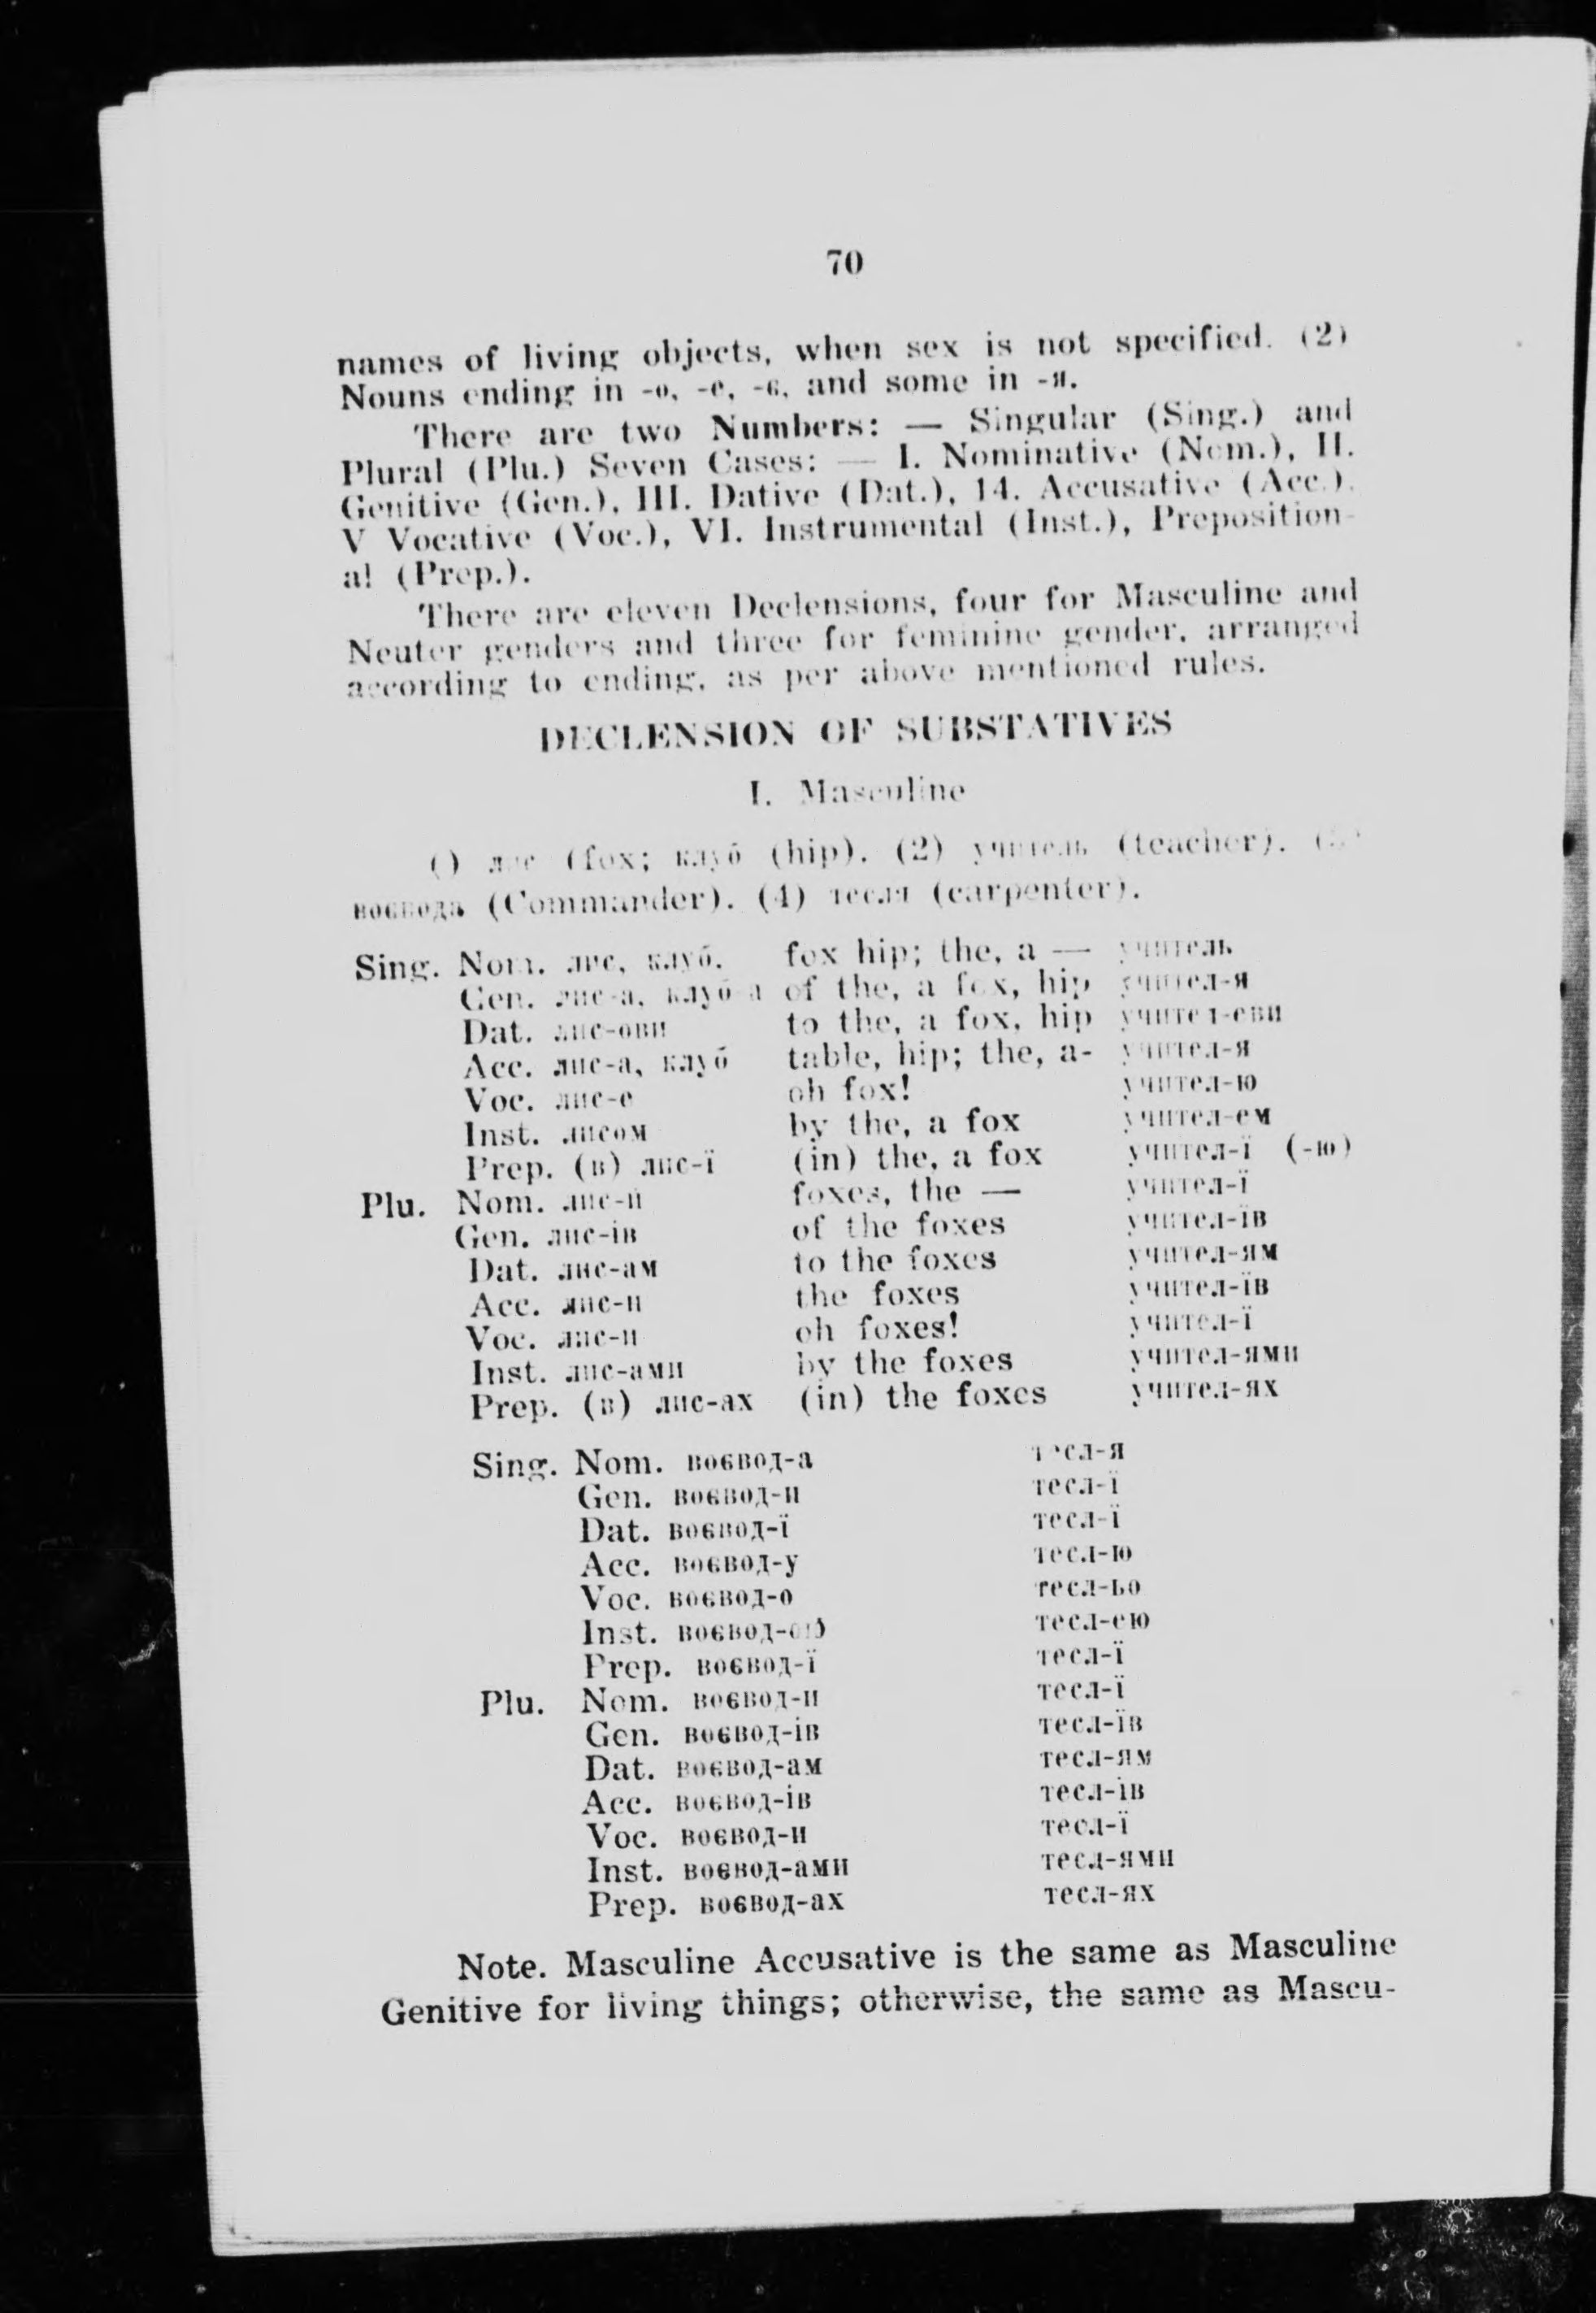 70
names of living objects, when sex is not specified. (2)
Nouns ending in -о, -е, -є, and some in -я.
There are two Numbers: — Singular (Sing.) and
Plural (Plu.) Seven Cases: — I. Nominative (Nom.), II.
Genitive (Gen.), III. Dative (Dat.), 14. Accusative (Acc.).
V Vocative (Voc.), VI. Instrumental (Inst.), Preposition-
al (Prep.).
There are eleven Declensions, four for Masculine and
Neuter genders and three for feminine gender, arranged
according to ending, as per above mentioned rules.
DECLENSION OF SUBSTATIVES
I. Masculine
() лис (fox; клуб (hip). (2) учитель (teacher).
воєвода (Commander). (4) тесля (carpenter).
Sing. Nom. лис, клуб. fox hip; the, a — учитель
Gen. лис-а, клуб-а of the, a fox, hip учител-я
Dat. лис-ови to the, a fox, hip учител-еви
Acc. лис-а, клуб table, hip; the, a- учител-я
Voc. лис-е oh fox! учител-ю
Inst. лисом by the, a fox учител-ем
Prep. (в) лис-ї (in) the, a fox учител-ї (-ю)
Plu. Nom. лис-и foxes, the — учител-ї
Gen. лис-ів of the foxes учител-їв
Dat. лис-ам to the foxes учител-ям
Acc. лис-и the foxes учител-їв
Voc. лис-и oh foxes! учител-ї
Inst. лис-ами by the foxes учител-ями
Prep. (в) лис-ах (in) the foxes учител-ях
Sing. Nom. воєвод-а тесл-я
Gen. воєвод-и тесл-ї
Dat. воєвод-ї тесл-ї
Acc. воєвод-у тесл-ю
Voc. воєвод-о тесл-ьо
Inst. воєвод-ою тесл-ею
Prep. воєвод-ї тесл-ї
Plu. Nom. воєвод-и тесл-ї
Gen. воєвод-ів тесл-їв
Dat. воєвод-ам тесл-ям
Acc. воєвод-ів тесл-ів
Voc. воєвод-и тесл-ї
Inst. воєвод-ами тесл-ями
Prep. воєвод-ах тесл-ях
Note. Masculine Accusative is the same as Masculine
Genitive for living things; otherwise, the same as Mascu-